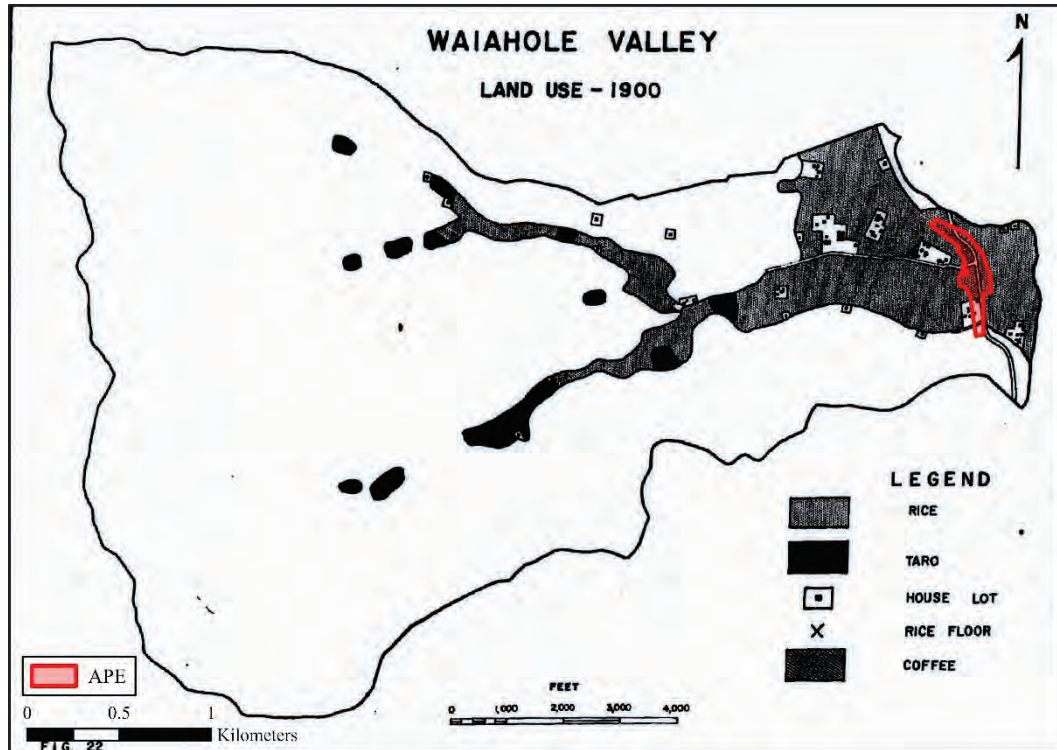 WAIAHOLE VALLEY
LAND USE - 1900
N
LEGEND
RICE
TARO
HOUSE LOT
RICE FLOOR
COFFEE
APE
0 0.5 1
Kilometers
FIG. 22
FEET
0 1,000 2,000 3,000 4,000